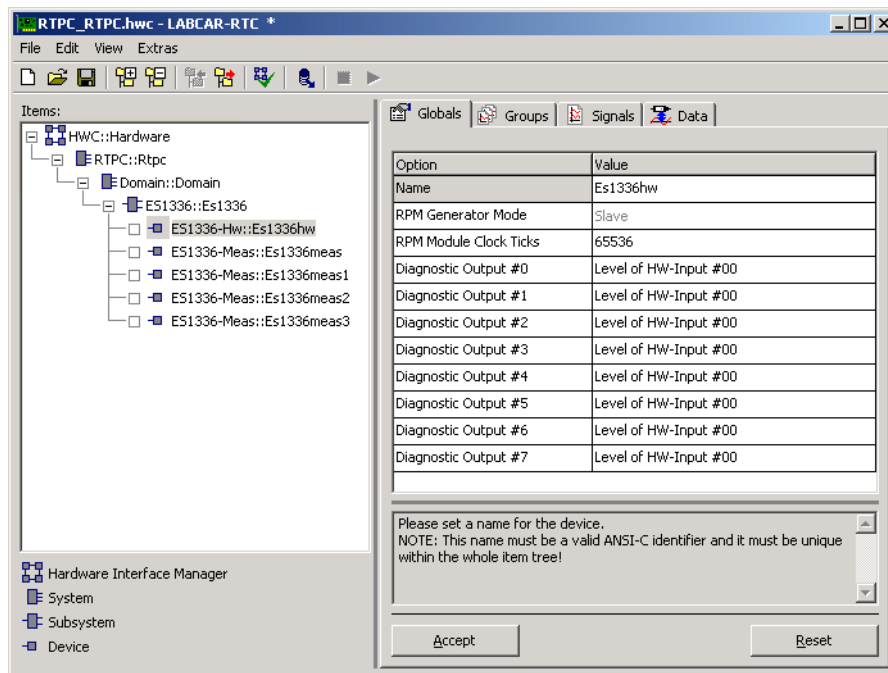 RTPC_RTPC.hwc - LABCAR-RTC *
File Edit View Extras
Items:
HWC::Hardware
RTPC::Rtpc
Domain::Domain
ES1336::Es1336
ES1336-Hw::Es1336hw
ES1336-Meas::Es1336meas
ES1336-Meas::Es1336meas1
ES1336-Meas::Es1336meas2
ES1336-Meas::Es1336meas3
Hardware Interface Manager
System
Subsystem
Device
Globals Groups Signals Data
Option Value
Name Es1336hw
RPM Generator Mode Slave
RPM Module Clock Ticks 65536
Diagnostic Output #0 Level of HW-Input #00
Diagnostic Output #1 Level of HW-Input #00
Diagnostic Output #2 Level of HW-Input #00
Diagnostic Output #3 Level of HW-Input #00
Diagnostic Output #4 Level of HW-Input #00
Diagnostic Output #5 Level of HW-Input #00
Diagnostic Output #6 Level of HW-Input #00
Diagnostic Output #7 Level of HW-Input #00
Please set a name for the device.
NOTE: This name must be a valid ANSI-C identifier and it must be unique
within the whole item tree!
Accept Reset